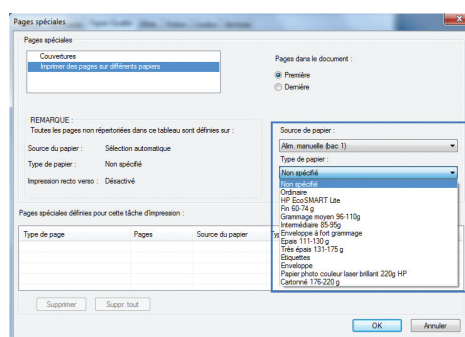 Pages spéciales
Pages spéciales
Couvertures
Imprimer des pages sur différents papiers
Pages dans le document :
Première
Dernière
REMARQUE :
Toutes les pages non répertoriées dans ce tableau sont définies sur :
Source du papier : Sélection automatique
Type de papier : Non spécifié
Impression recto verso : Désactivé
Source de papier :
Alim. manuelle (bac 1)
Type de papier :
Non spécifié
Non spécifié
Ordinaire
HP EcoSMART Lite
Fin 60-74 g
Grammage moyen 96-110g
Intermédiaire 85-95g
Enveloppe à fort grammage
Epais 111-130 g
Très épais 131-175 g
Etiquettes
Enveloppe
Papier photo couleur laser brillant 220g HP
Cartonné 176-220 g
Pages spéciales définies pour cette tâche d'impression :
Type de page Pages Source du papier
Supprimer Suppr. tout
OK Annuler